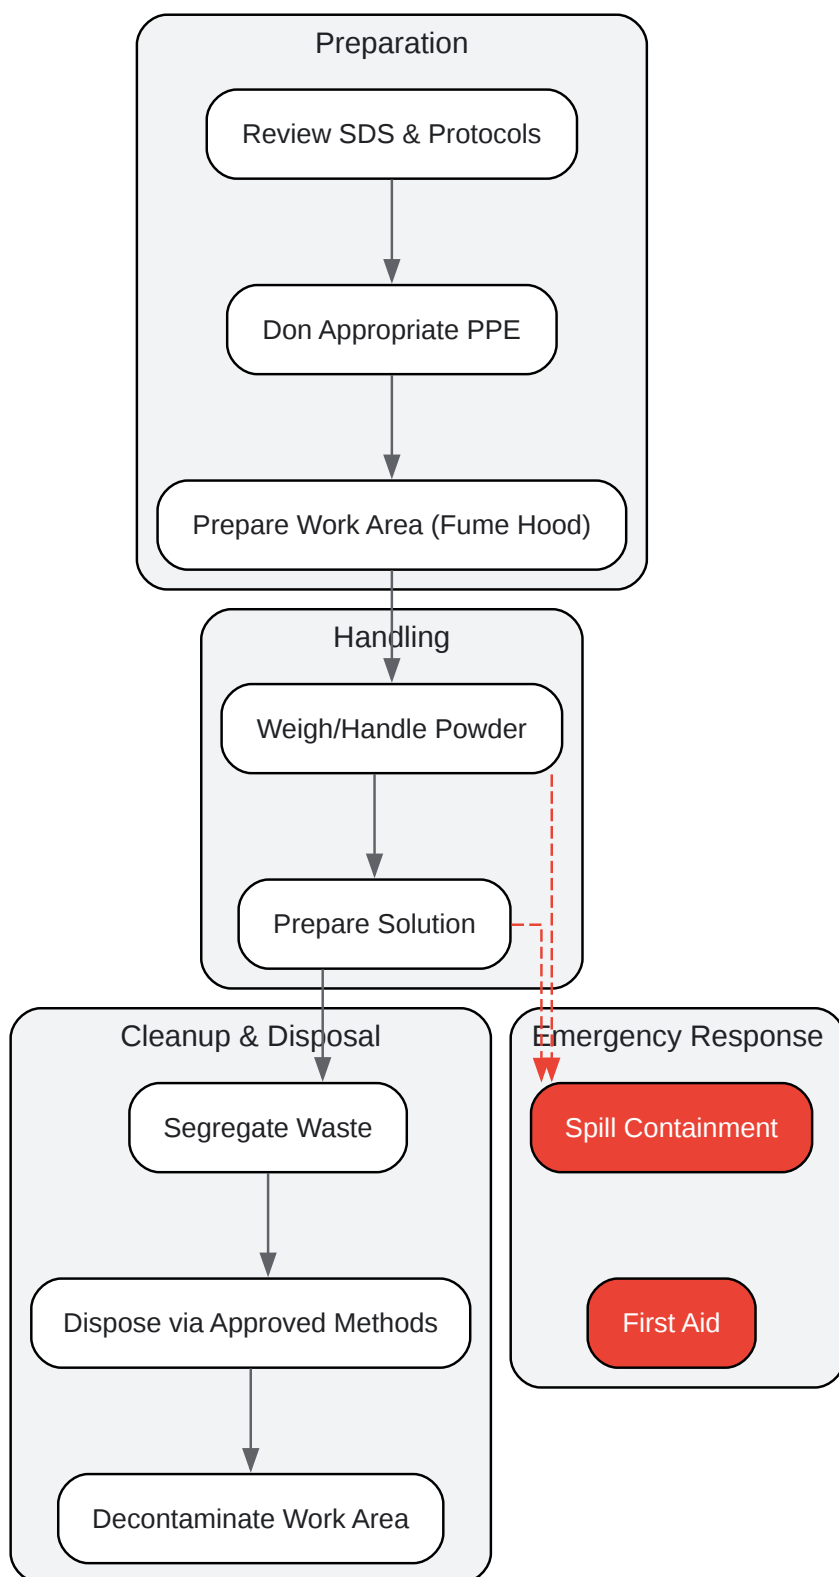 Preparation
Review SDS & Protocols
Don Appropriate PPE
Prepare Work Area (Fume Hood)
Handling
Weigh/Handle Powder
Prepare Solution
Cleanup & Disposal
Segregate Waste
Dispose via Approved Methods
Decontaminate Work Area
Emergency Response
Spill Containment
First Aid